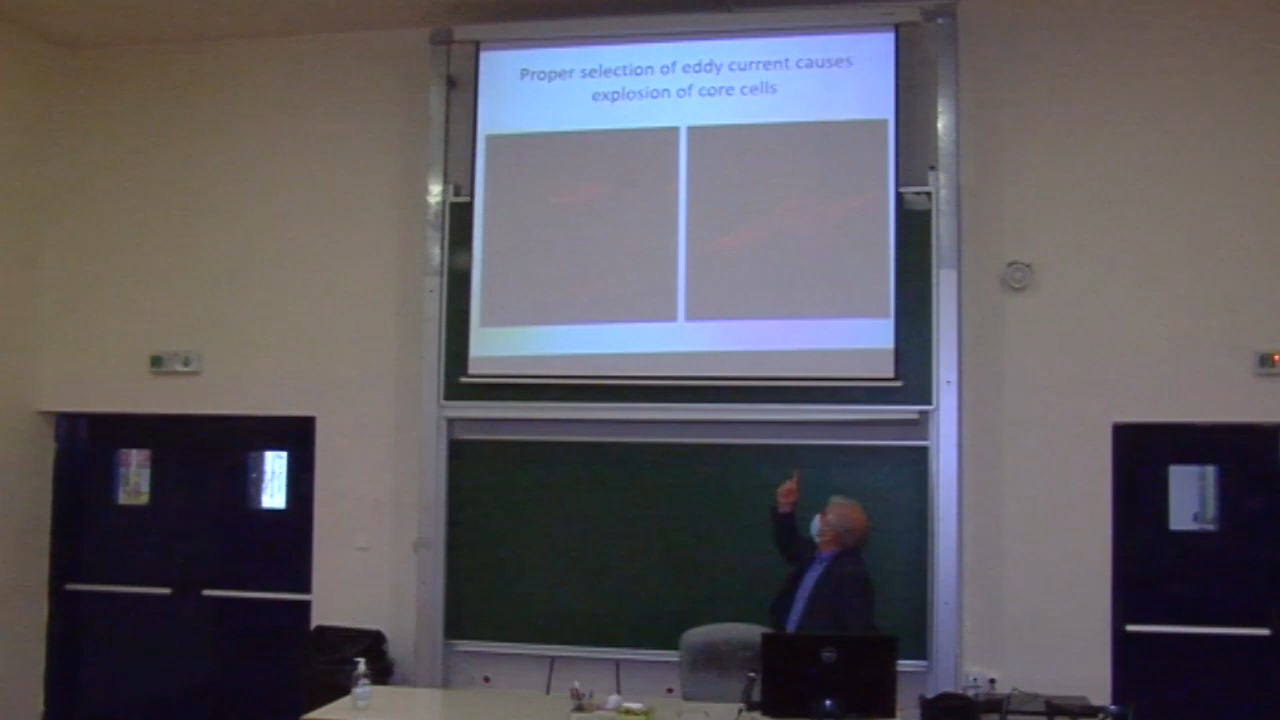 Proper selection of eddy current causes
explosion of core cells